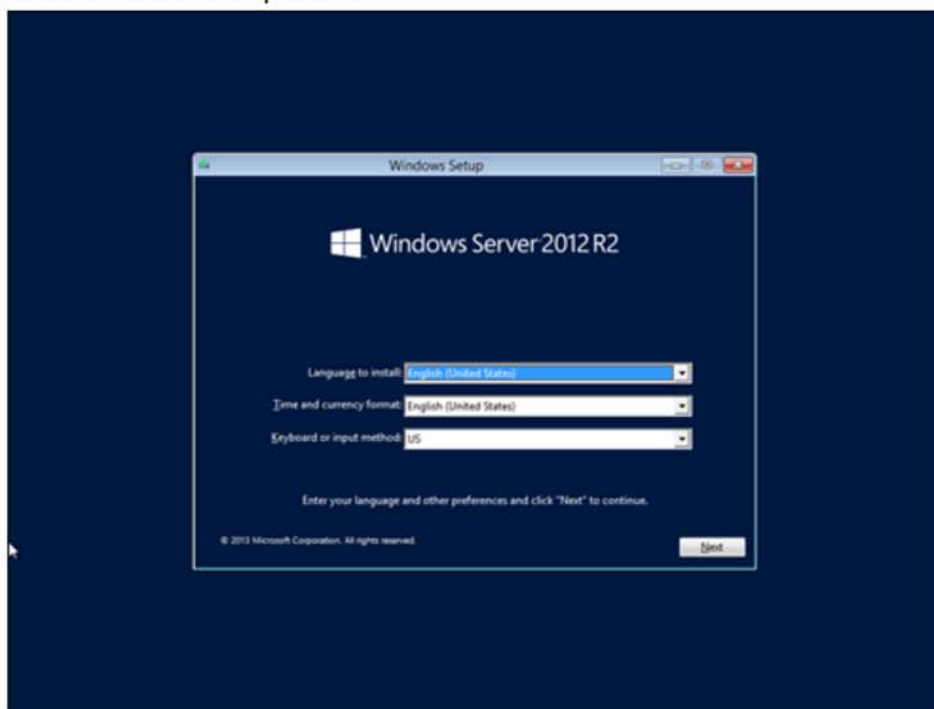 Windows Setup
Windows Server 2012 R2
Language to install: English (United States)
Time and currency format: English (United States)
Keyboard or input method: US
Enter your language and other preferences and click "Next" to continue.
© 2013 Microsoft Corporation. All rights reserved.
Next